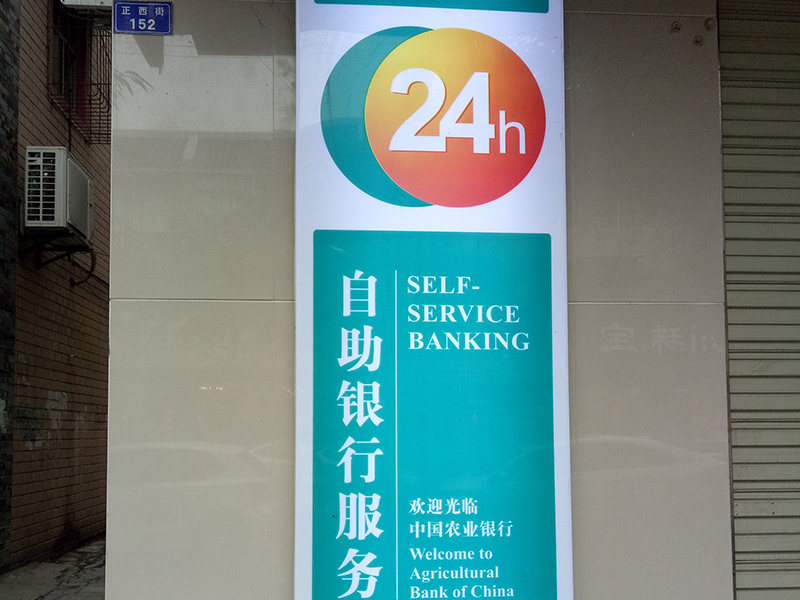 正西街
152
24h
自助银行服务
SELF-
SERVICE
BANKING
欢迎光临
中国农业银行
Welcome to
Agricultural
Bank of China